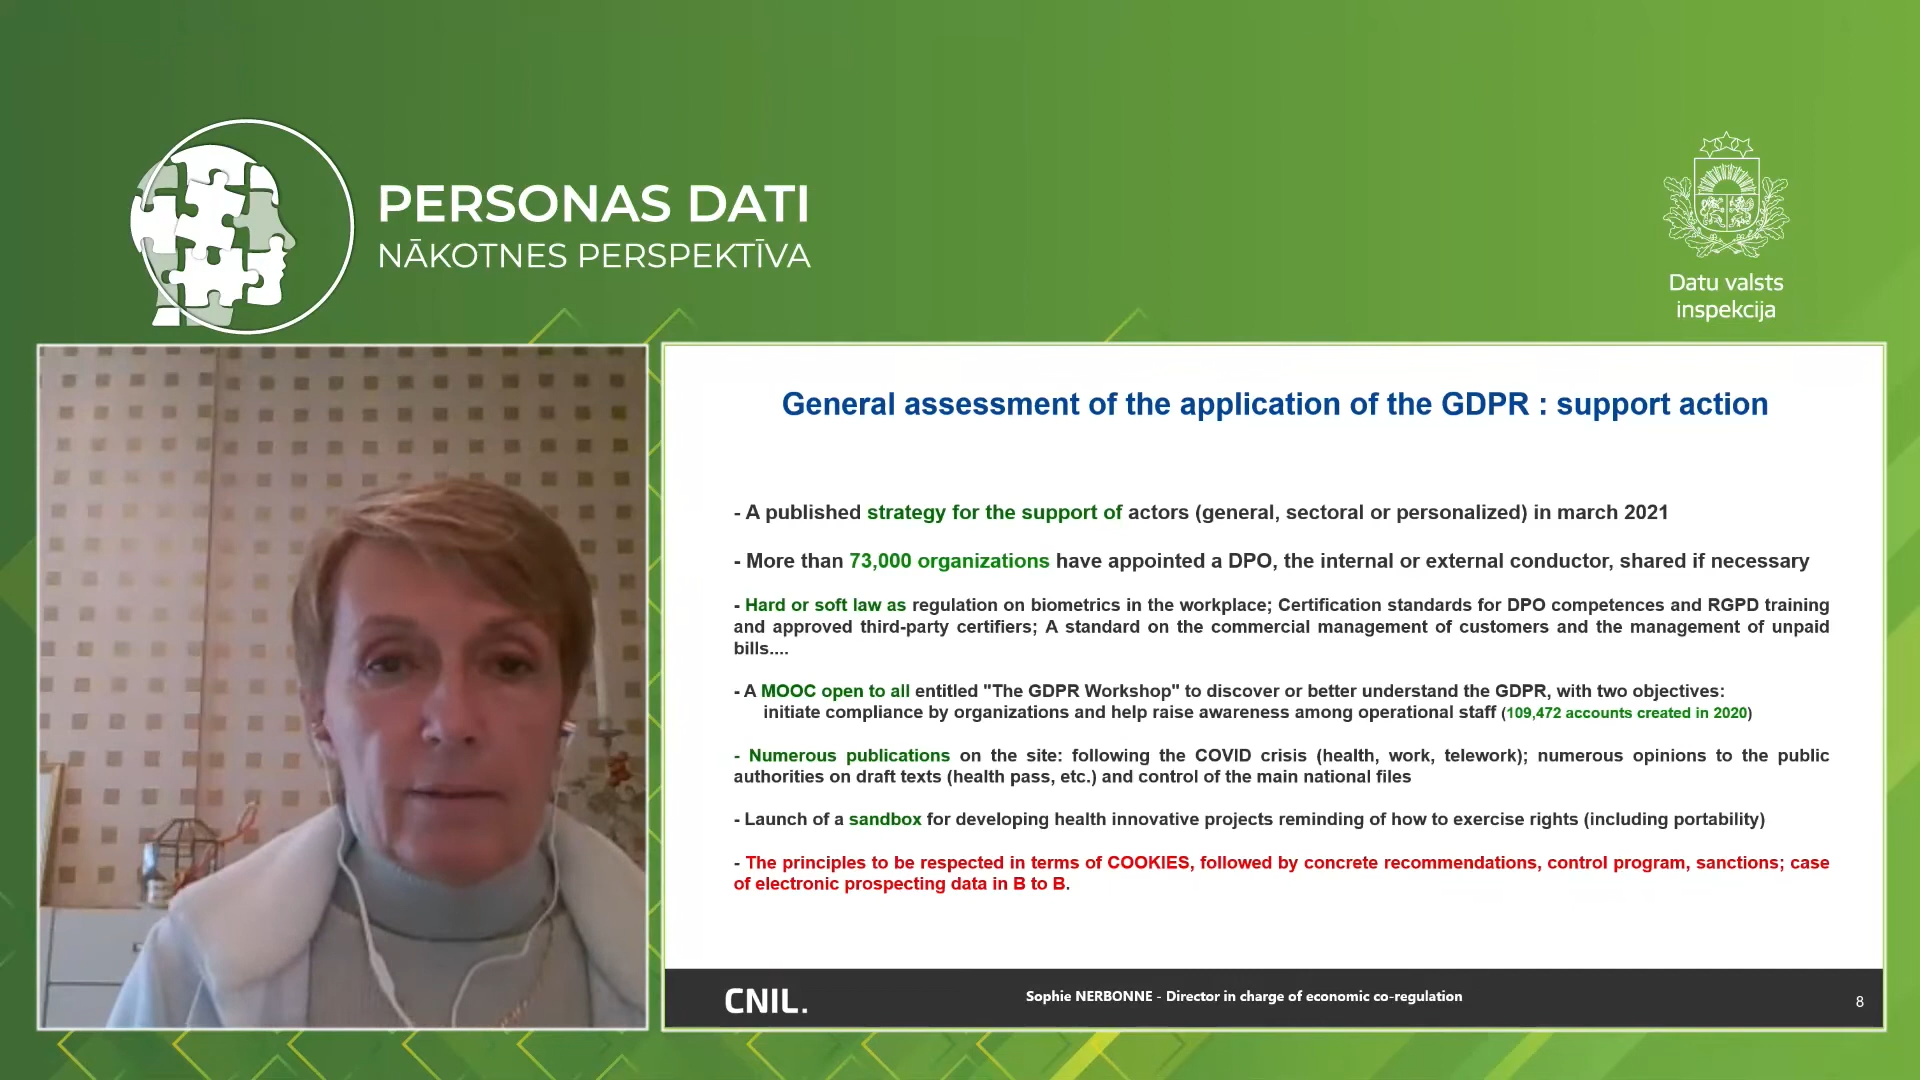 PERSONAS DATI
NĀKOTNES PERSPEKTĪVA
Datu valsts
inspekcija
General assessment of the application of the GDPR : support action
- A published strategy for the support of actors (general, sectoral or personalized) in march 2021
- More than 73,000 organizations have appointed a DPO, the internal or external conductor, shared if necessary
- Hard or soft law as regulation on biometrics in the workplace; Certification standards for DPO competences and RGPD training
and approved third-party certifiers; A standard on the commercial management of customers and the management of unpaid
bills....
- A MOOC open to all entitled "The GDPR Workshop" to discover or better understand the GDPR, with two objectives:
initiate compliance by organizations and help raise awareness among operational staff (109,472 accounts created in 2020)
- Numerous publications on the site: following the COVID crisis (health, work, telework); numerous opinions to the public
authorities on draft texts (health pass, etc.) and control of the main national files
- Launch of a sandbox for developing health innovative projects reminding of how to exercise rights (including portability)
- The principles to be respected in terms of COOKIES, followed by concrete recommendations, control program, sanctions; case
of electronic prospecting data in B to B.
CNIL.
Sophie NERBONNE - Director in charge of economic co-regulation
8